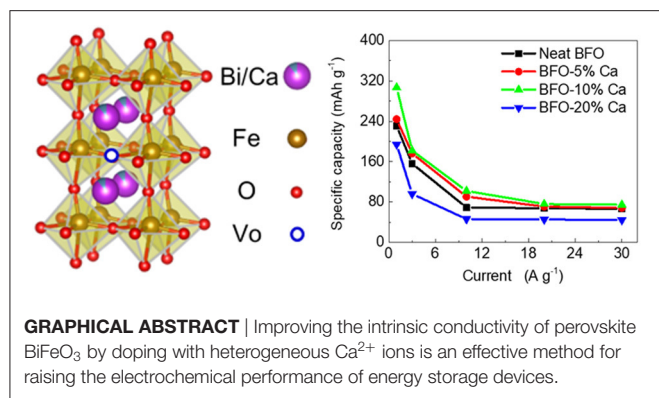 Bi/Ca
Fe
O
Vo
Specific capacity (mAh g⁻¹)
400
320
240
160
80
0
Neat BFO
BFO-5% Ca
BFO-10% Ca
BFO-20% Ca
0 6 12 18 24 30
Current (A g⁻¹)
GRAPHICAL ABSTRACT | Improving the intrinsic conductivity of perovskite
BiFeO₃ by doping with heterogeneous Ca²⁺ ions is an effective method for
raising the electrochemical performance of energy storage devices.